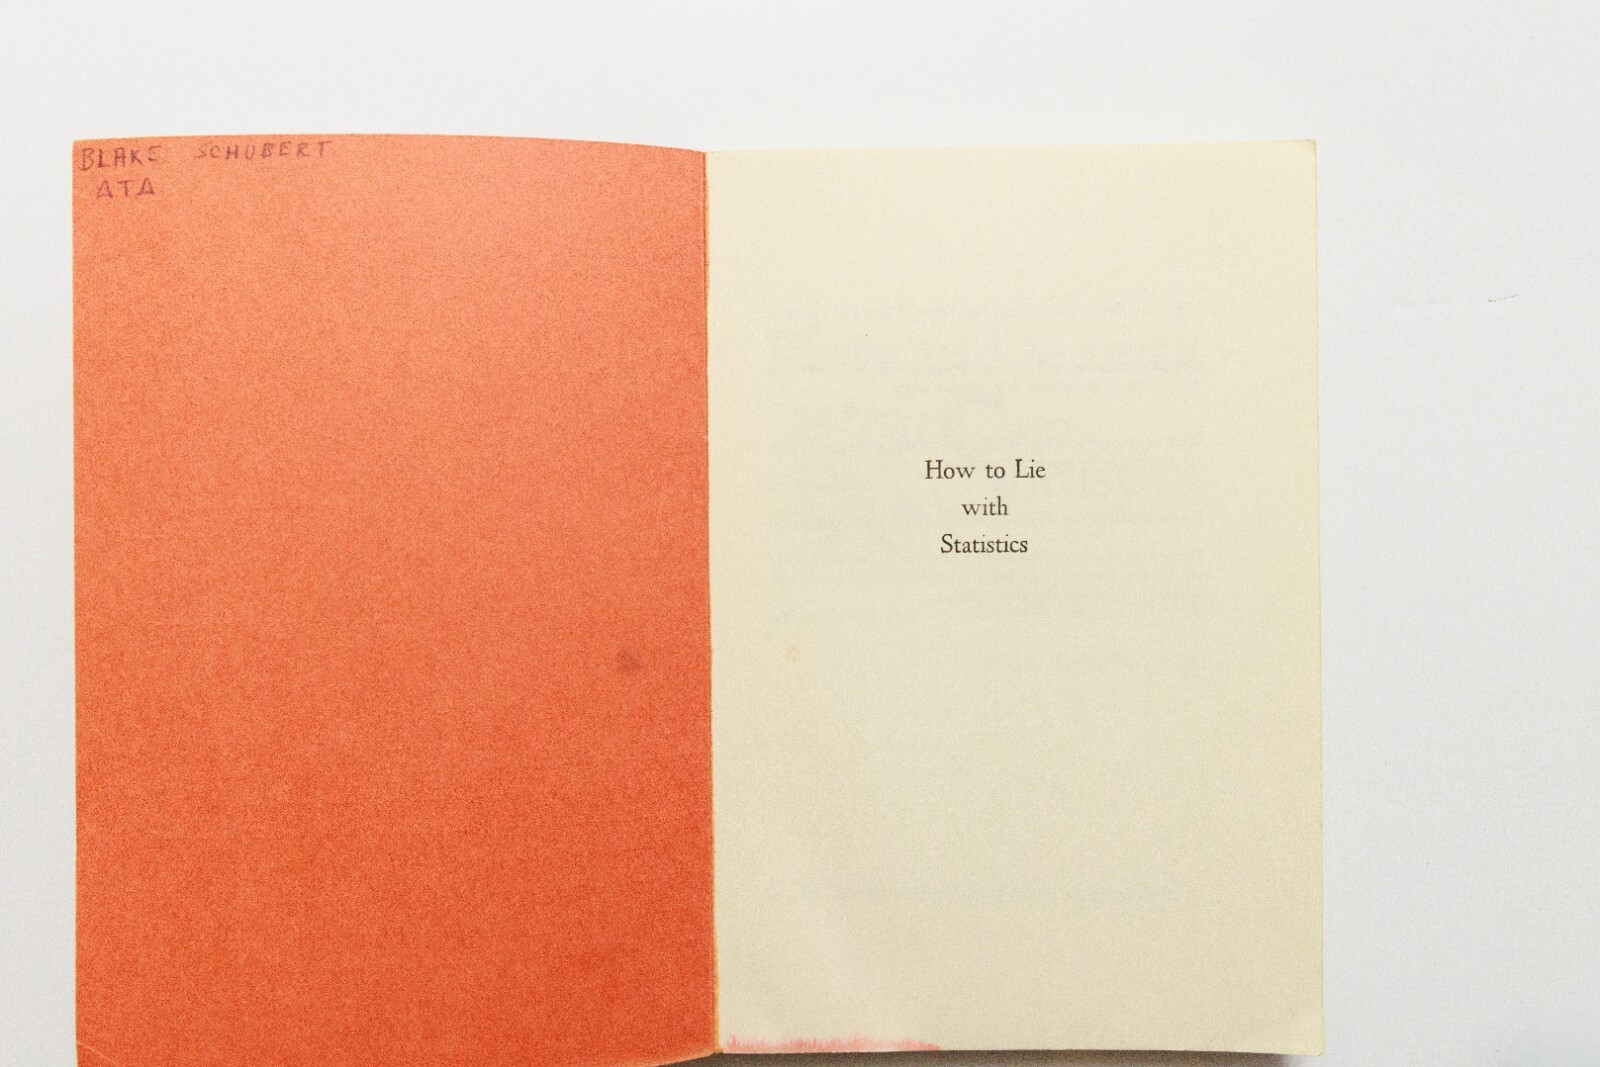 BLAKE SCHUBERT
ATA
How to Lie
with
Statistics